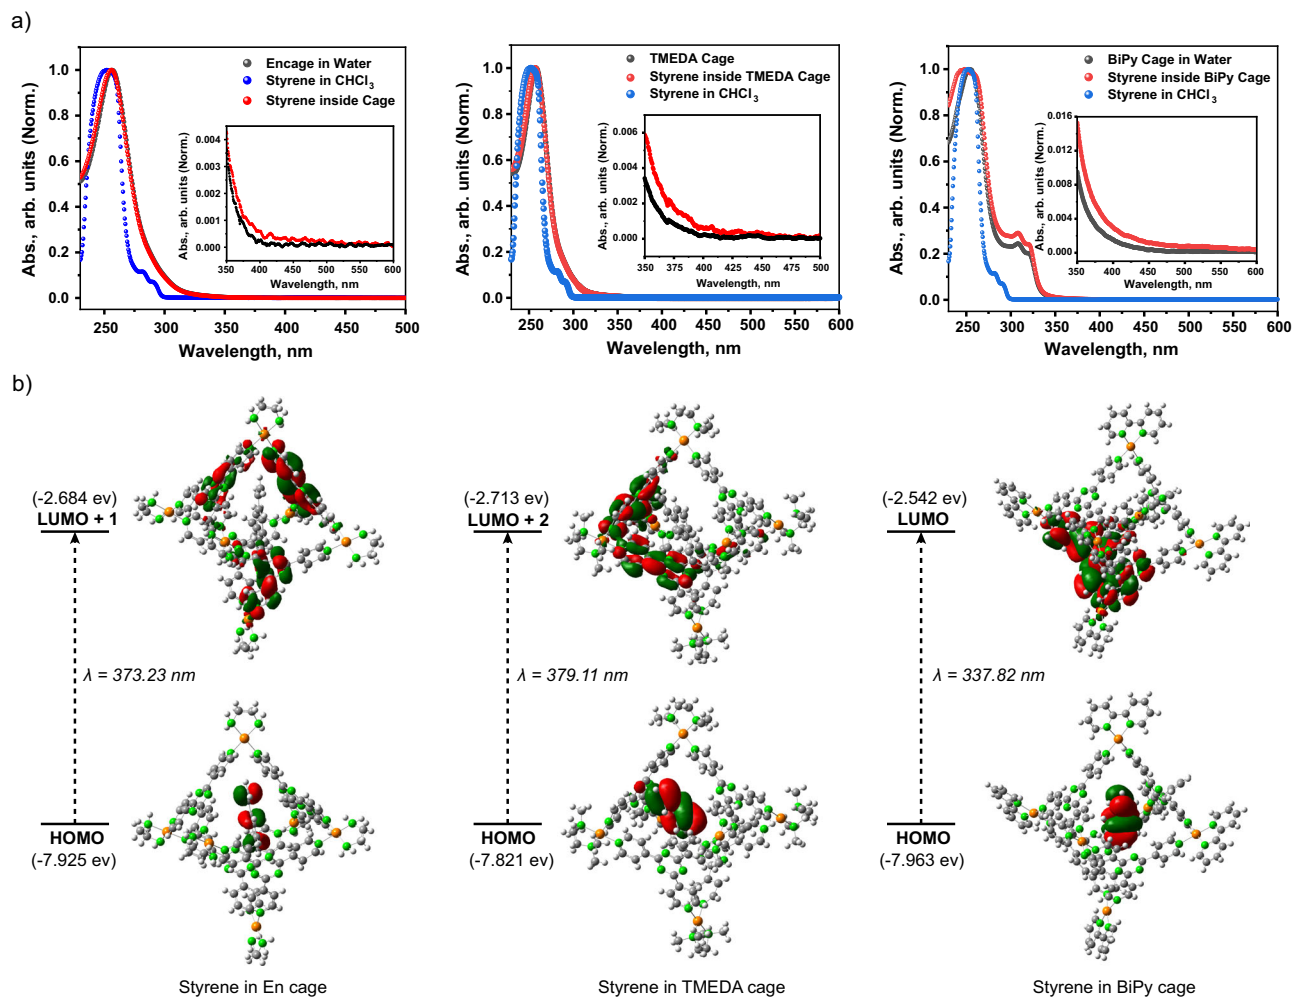 a)
Encage in Water
Styrene in CHCl3
Styrene inside Cage
Abs., arb. units (Norm.)
1.0
0.8
0.6
0.4
0.2
0.0
250
300
350
400
450
500
Wavelength, nm
Abs., arb. units (Norm.)
0.004
0.003
0.002
0.001
0.000
350
400
450
500
550
600
Wavelength, nm
TMEDA Cage
Styrene inside TMEDA Cage
Styrene in CHCl3
Abs., arb. units (Norm.)
1.0
0.8
0.6
0.4
0.2
0.0
250
300
350
400
450
500
550
600
Wavelength, nm
Abs., arb. units (Norm.)
0.006
0.004
0.002
0.000
350
375
400
425
450
475
500
Wavelength, nm
BiPy Cage in Water
Styrene inside BiPy Cage
Styrene in CHCl3
Abs., arb. units (Norm.)
1.0
0.8
0.6
0.4
0.2
0.0
250
300
350
400
450
500
550
600
Wavelength, nm
Abs., arb. units (Norm.)
0.016
0.012
0.008
0.004
0.000
350
400
450
500
550
600
Wavelength, nm
b)
(-2.684 ev)
LUMO + 1
λ = 373.23 nm
HOMO
(-7.925 ev)
Styrene in En cage
(-2.713 ev)
LUMO + 2
λ = 379.11 nm
HOMO
(-7.821 ev)
Styrene in TMEDA cage
(-2.542 ev)
LUMO
λ = 337.82 nm
HOMO
(-7.963 ev)
Styrene in BiPy cage